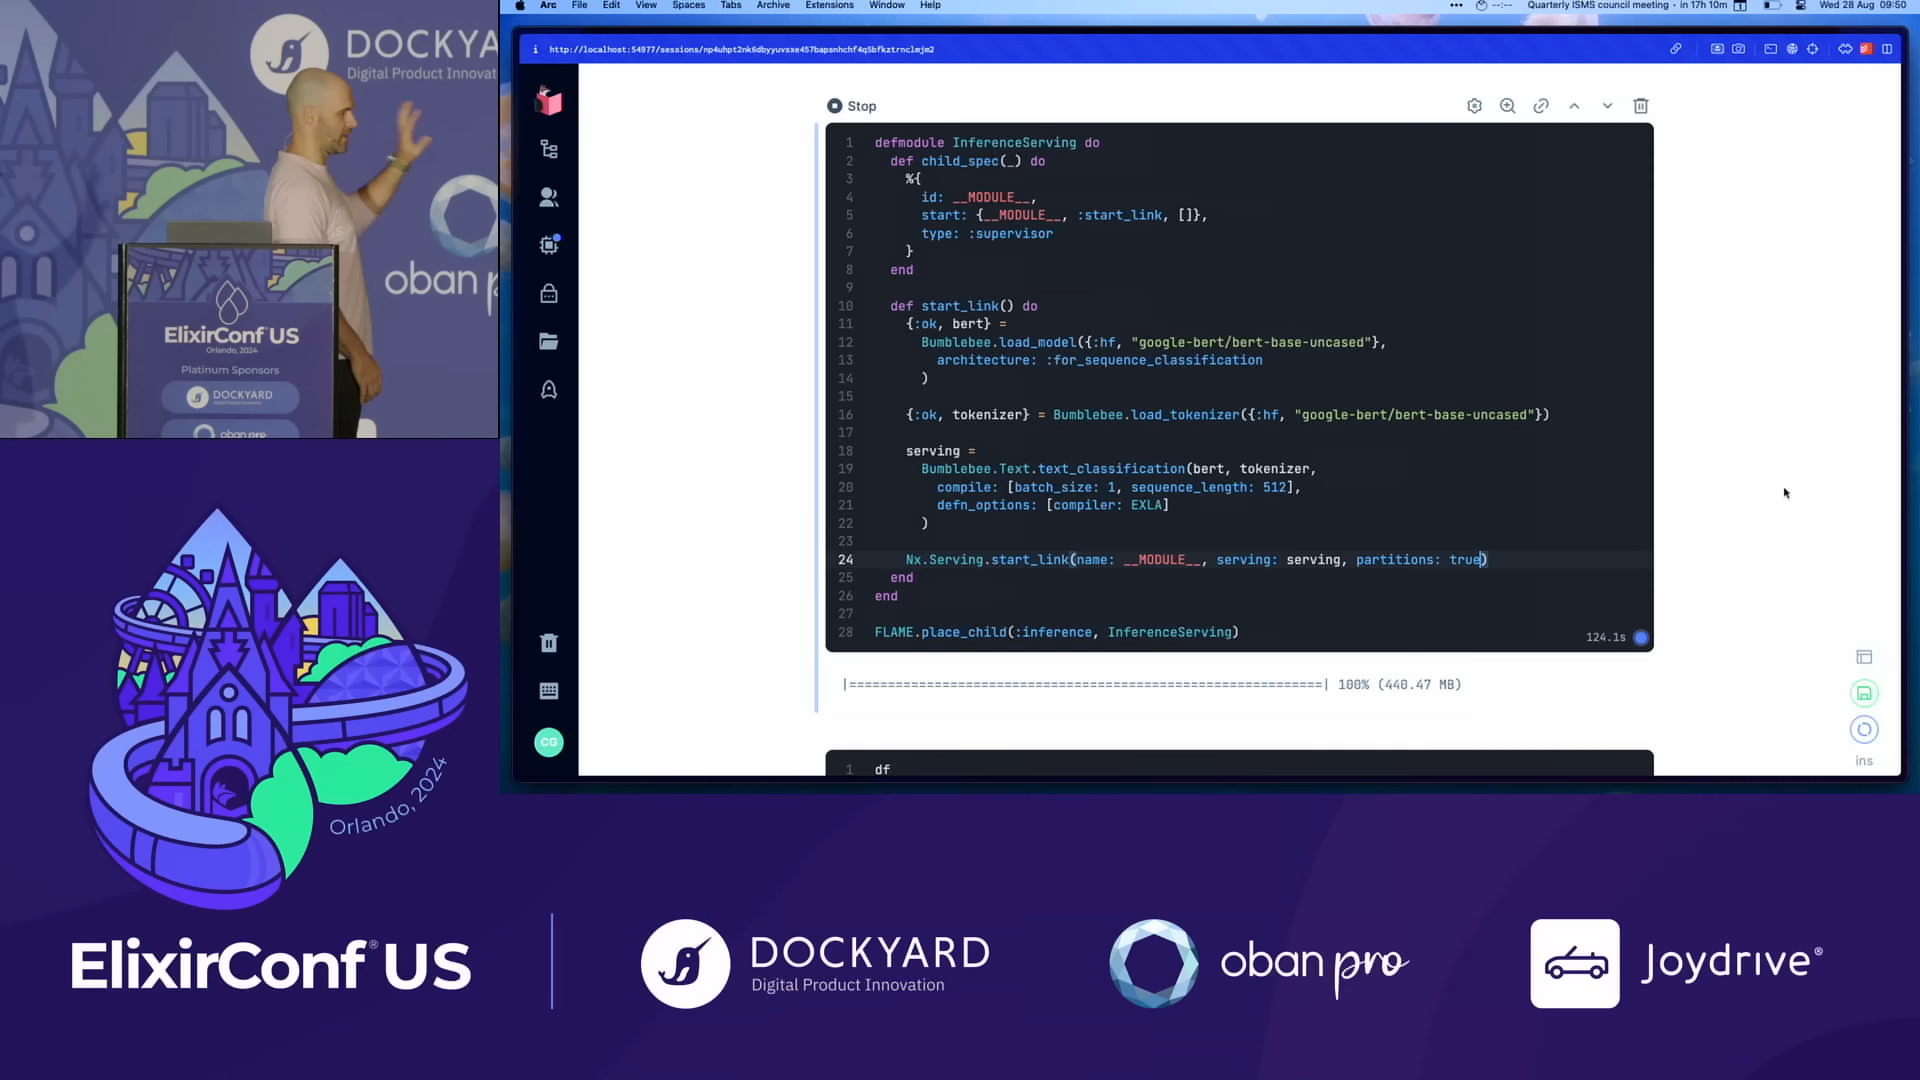 DOCKYA
Digital Product Innovat
oban p
ElixirConf US
Orlando, 2024
Platinum Sponsors
DOCKYARD
oban pro
Arc File Edit View Spaces Tabs Archive Extensions Window Help
Quarterly ISMS council meeting · in 17h 10m
Wed 28 Aug 09:50
Stop
1 defmodule InferenceServing do
2 def child_spec(_) do
3 %{
4 id: __MODULE__,
5 start: {__MODULE__, :start_link, []},
6 type: :supervisor
7 }
8 end
9
10 def start_link() do
11 {:ok, bert} =
12 Bumblebee.load_model({:hf, "google-bert/bert-base-uncased"},
13 architecture: :for_sequence_classification
14 )
15
16 {:ok, tokenizer} = Bumblebee.load_tokenizer({:hf, "google-bert/bert-base-uncased"})
17
18 serving =
19 Bumblebee.Text.text_classification(bert, tokenizer,
20 compile: [batch_size: 1, sequence_length: 512],
21 defn_options: [compiler: EXLA]
22 )
23
24 Nx.Serving.start_link(name: __MODULE__, serving: serving, partitions: true)
25 end
26 end
27
28 FLAME.place_child(:inference, InferenceServing)
124.1s
|=============================================================| 100% (440.47 MB)
1 df
CG
ins
Orlando, 2024
ElixirConf® US
DOCKYARD
Digital Product Innovation
oban pro
Joydrive®